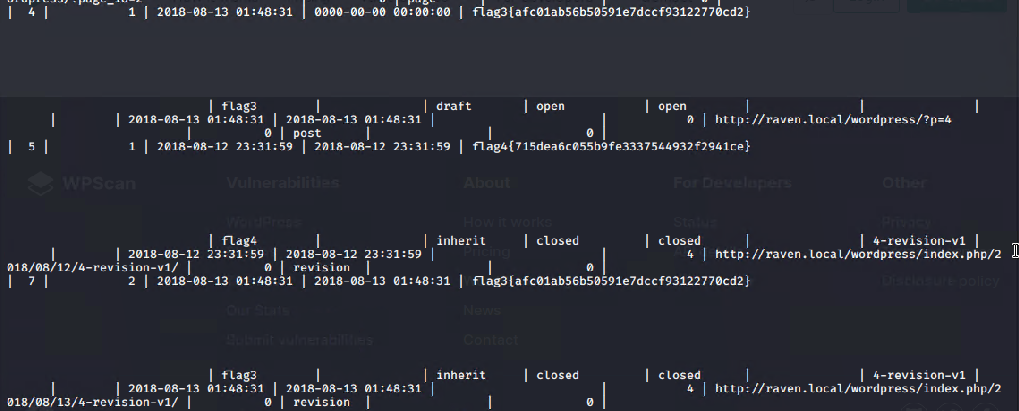 | 4 | 1 | 2018-08-13 01:48:31 | 0000-00-00 00:00:00 | flag3{afc01ab56b50591e7dccf93122770cd2}
| flag3 | | draft | open | open | | |
| | 2018-08-13 01:48:31 | 2018-08-13 01:48:31 | | 0 | http://raven.local/wordpress/?p=4
| 0 | post | | 0 |
| 5 | 1 | 2018-08-12 23:31:59 | 2018-08-12 23:31:59 | flag4{715dea6c055b9fe3337544932f2941ce}
WPScan Vulnerabilities About For Developers Other
WordPress How it works Status Privacy
| flag4 | | inherit | closed | closed | | 4-revision-v1 |
| | 2018-08-12 23:31:59 | 2018-08-12 23:31:59 | | 4 | http://raven.local/wordpress/index.php/2
Pricing
018/08/12/4-revision-v1/ | 0 | revision | | 0 |
| 7 | 2 | 2018-08-13 01:48:31 | 2018-08-13 01:48:31 | flag3{afc01ab56b50591e7dccf93122770cd2}
Disclosure policy
Our Stats News
Submit vulnerabilities Contact
| flag3 | | inherit | closed | closed | | 4-revision-v1 |
| | 2018-08-13 01:48:31 | 2018-08-13 01:48:31 | | 4 | http://raven.local/wordpress/index.php/2
018/08/13/4-revision-v1/ | 0 | revision | | 0 |